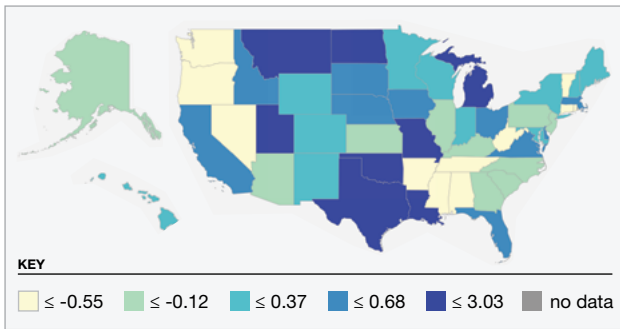 KEY
≤ -0.55 ≤ -0.12 ≤ 0.37 ≤ 0.68 ≤ 3.03 no data